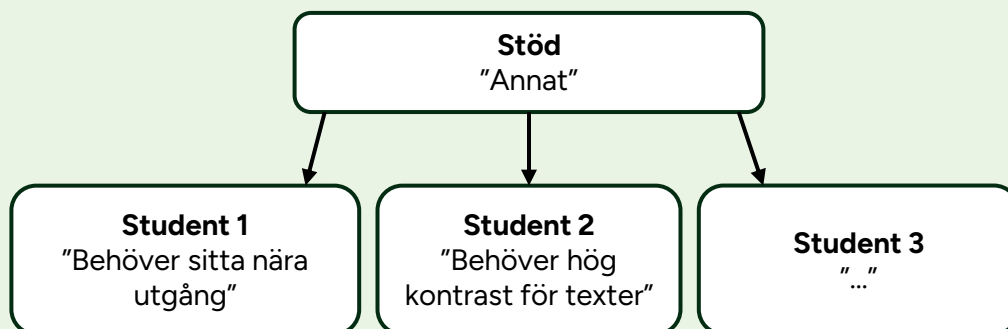 Stöd
”Annat”
Student 1
”Behöver sitta nära
utgång”
Student 2
”Behöver hög
kontrast för texter”
Student 3
”...”